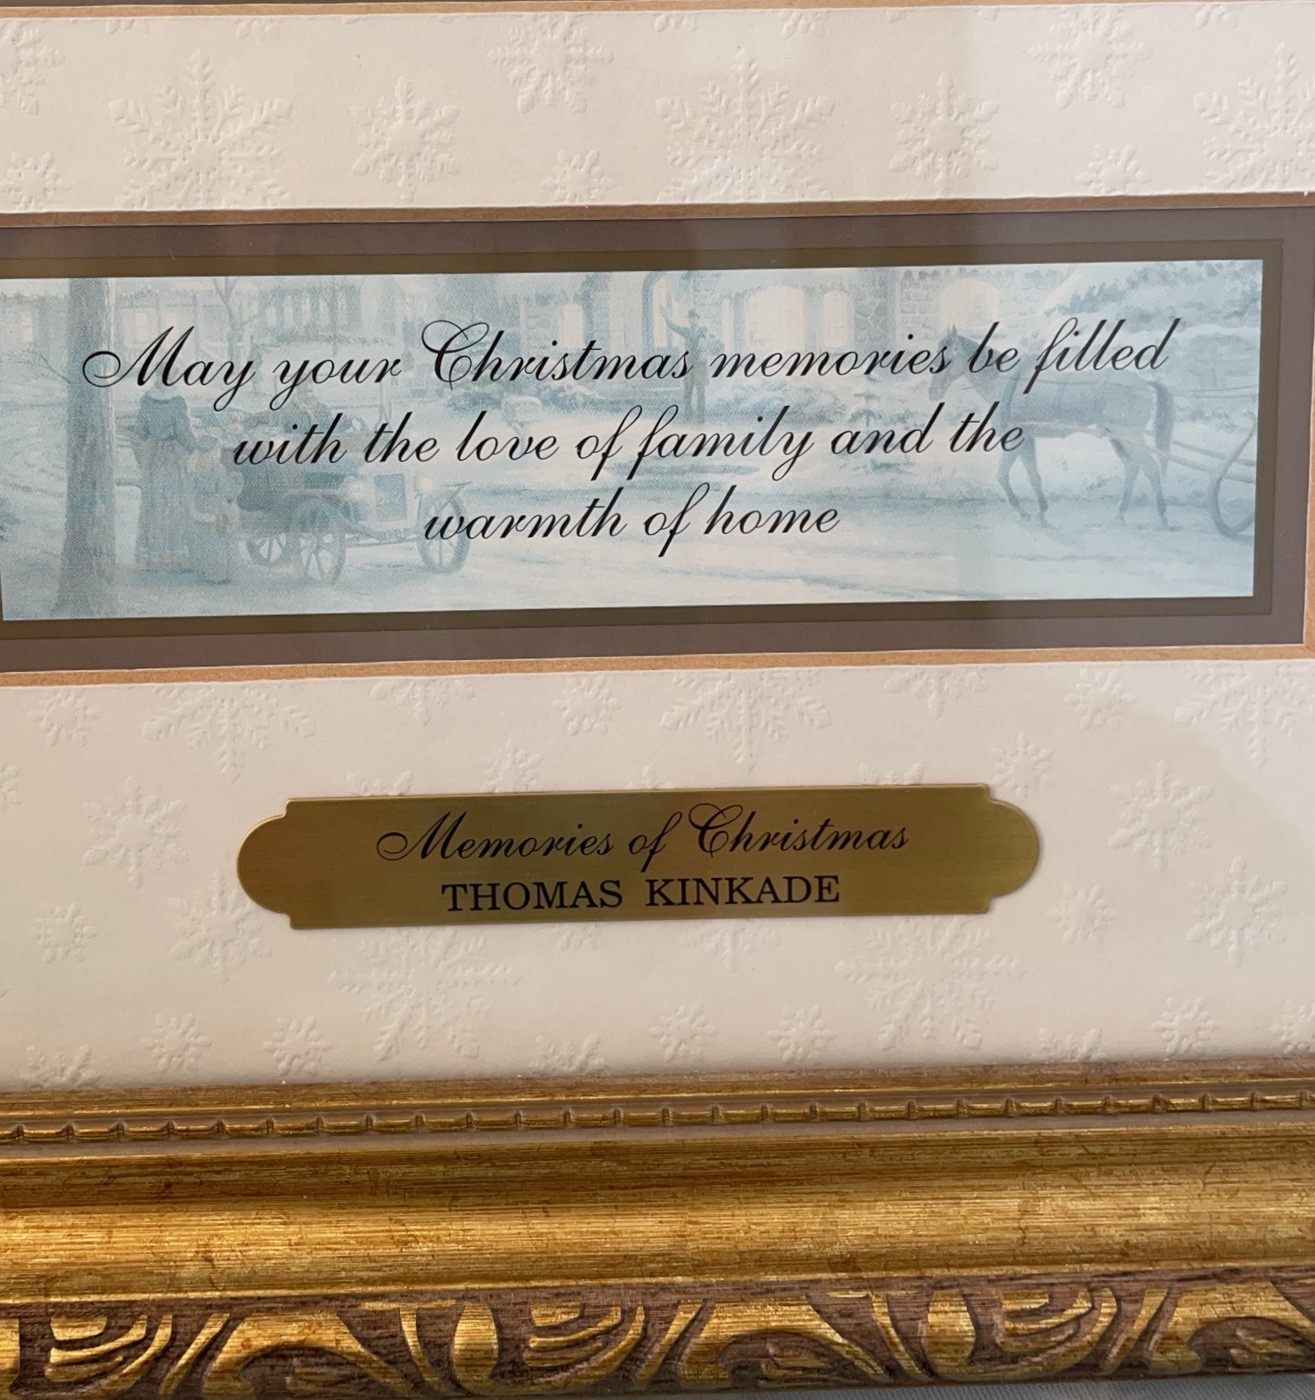 May your Christmas memories be filled
with the love of family and the
warmth of home
Memories of Christmas
THOMAS KINKADE